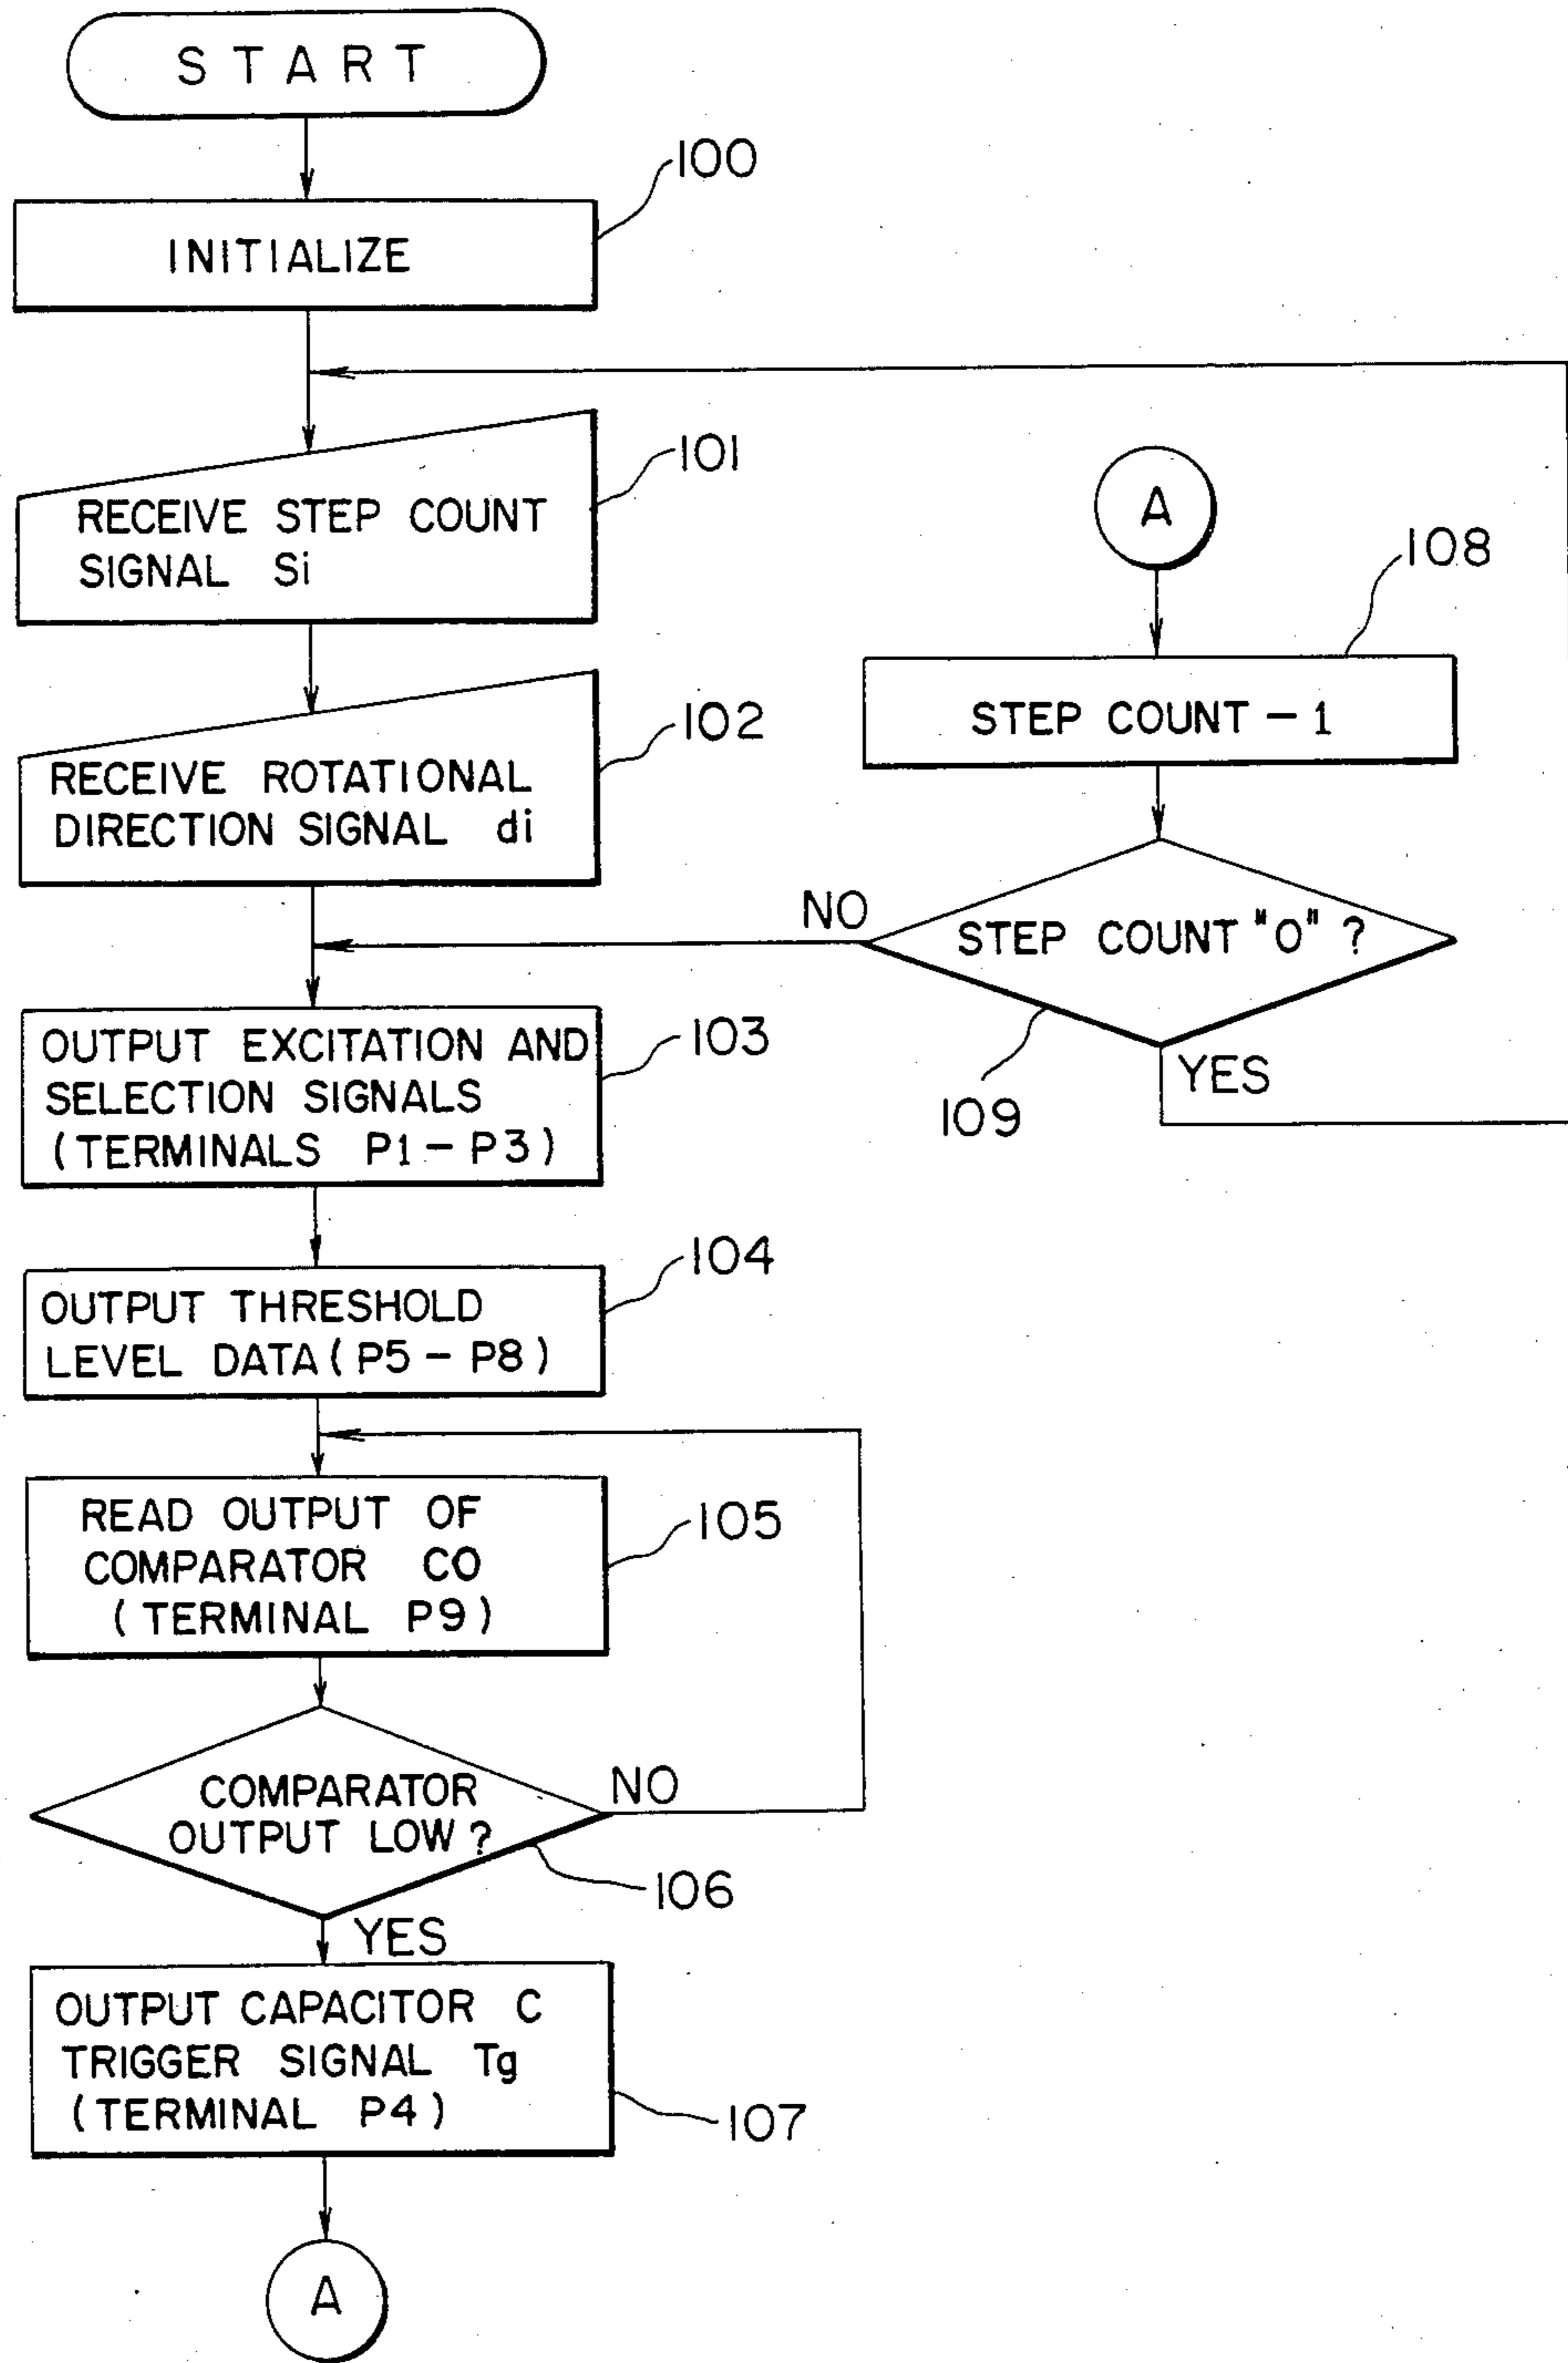 START
100
INITIALIZE
101
RECEIVE STEP COUNT
SIGNAL Si
102
RECEIVE ROTATIONAL
DIRECTION SIGNAL di
103
OUTPUT EXCITATION AND
SELECTION SIGNALS
(TERMINALS P1-P3)
104
OUTPUT THRESHOLD
LEVEL DATA (P5-P8)
105
READ OUTPUT OF
COMPARATOR CO
(TERMINAL P9)
COMPARATOR
OUTPUT LOW?
NO
106
YES
OUTPUT CAPACITOR C
TRIGGER SIGNAL Tg
(TERMINAL P4)
107
A
A
108
STEP COUNT -1
NO
STEP COUNT "0" ?
109
YES